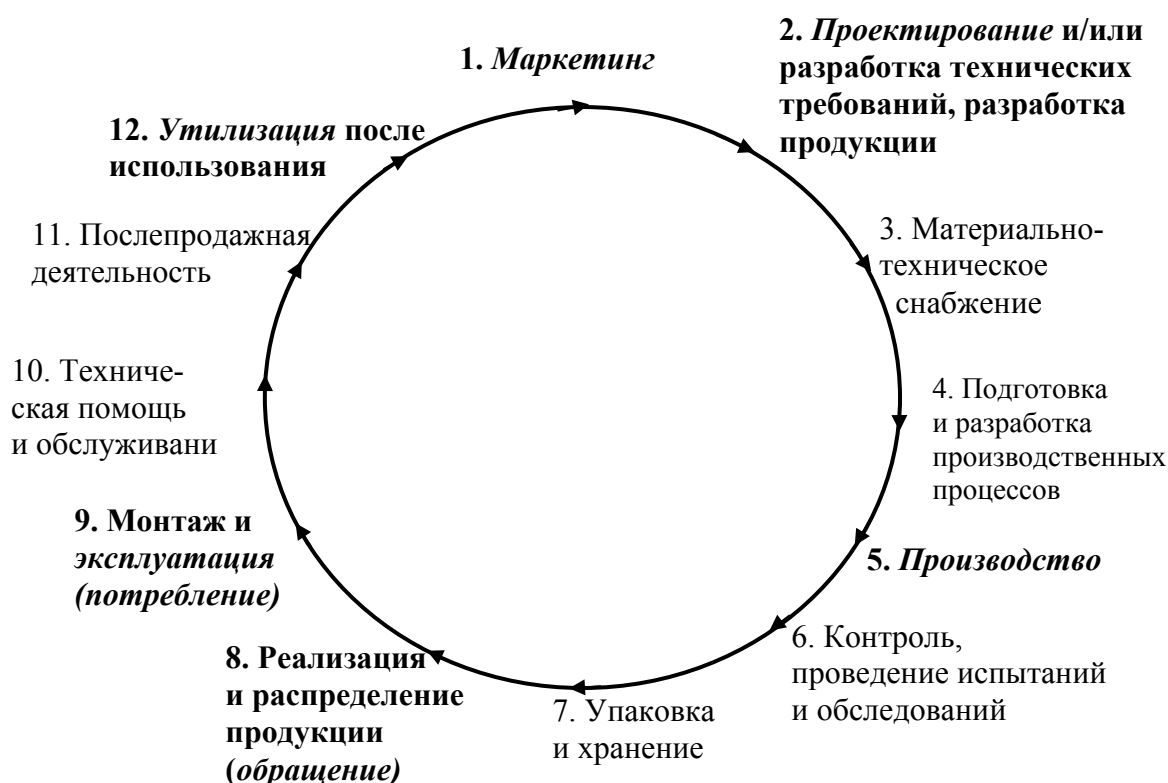 1. Маркетинг
2. Проектирование и/или
разработка технических
требований, разработка
продукции
3. Материально-
техническое
снабжение
4. Подготовка
и разработка
производственных
процессов
5. Производство
6. Контроль,
проведение испытаний
и обследований
7. Упаковка
и хранение
8. Реализация
и распределение
продукции
(обращение)
9. Монтаж и
эксплуатация
(потребление)
10. Техниче-
ская помощь
и обслуживани
11. Послепродажная
деятельность
12. Утилизация после
использования